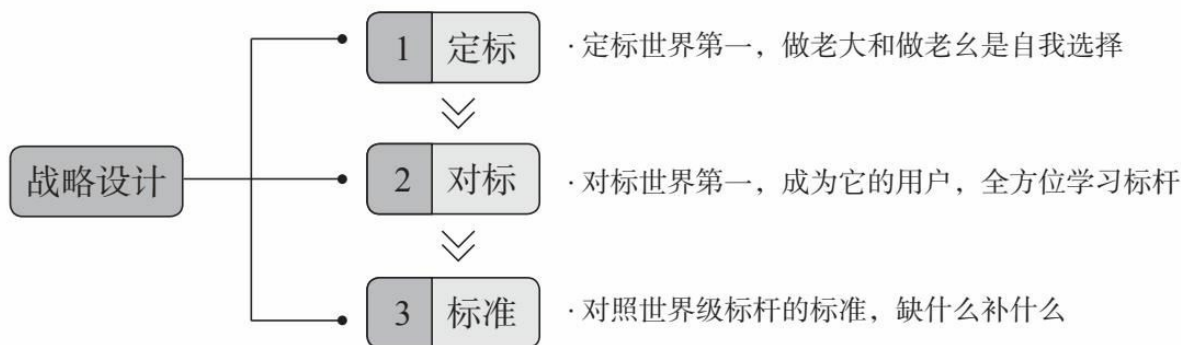 1 定标 ·定标世界第一，做老大和做老幺是自我选择
战略设计
2 对标 ·对标世界第一，成为它的用户，全方位学习标杆
3 标准 ·对照世界级标杆的标准，缺什么补什么